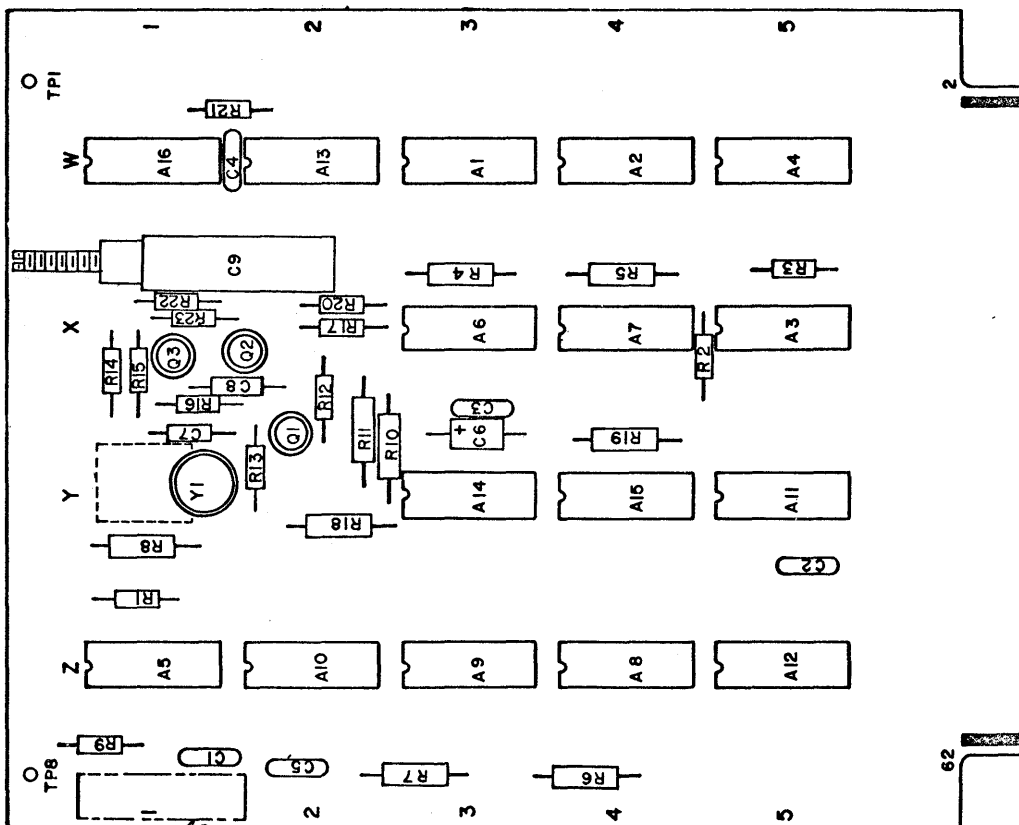 1 2 3 4 5
TP1
2
R21
W
A16 C4 A13 A1 A2 A4
C9
R4 R5 R3
R22 R20
R23 R17
X
A6 A7 A3
Q3 Q2
R2
R14 R15
C8
R12
R16
C3
C7
Q1
R11 R10
+ C6
R19
R13
Y
Y1
A14 A15 A11
R18
R8
C2
R1
Z
A5 A10 A9 A8 A12
R9
C1
C5
R7 R6
TP8
62
1 2 3 4 5